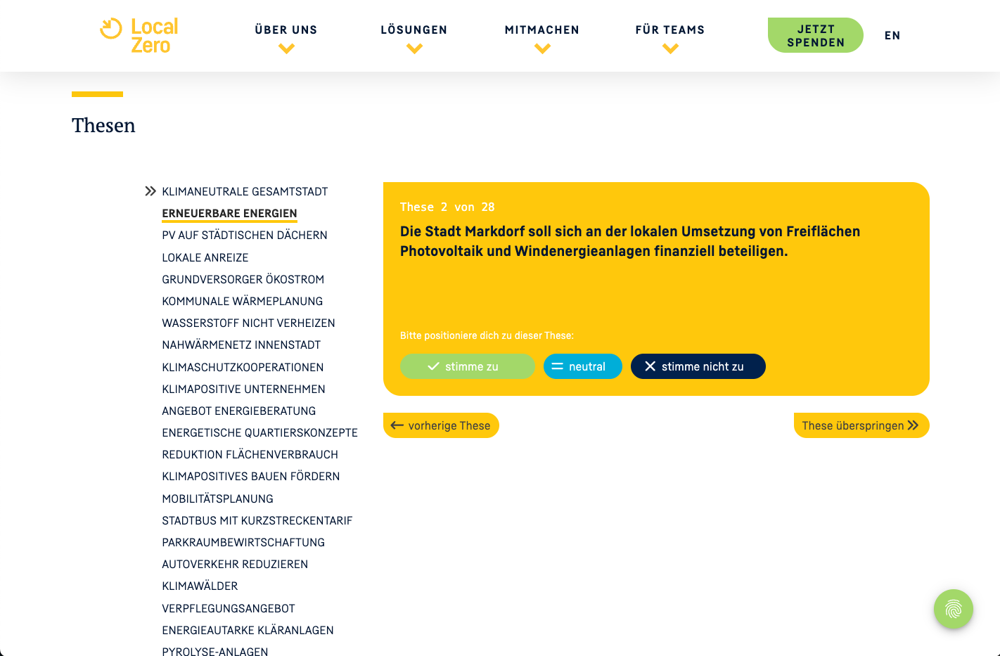 Local
Zero
ÜBER UNS
LÖSUNGEN
MITMACHEN
FÜR TEAMS
JETZT
SPENDEN
EN
Thesen
KLIMANEUTRALE GESAMTSTADT
ERNEUERBARE ENERGIEN
PV AUF STÄDTISCHEN DÄCHERN
LOKALE ANREIZE
GRUNDVERSORGER ÖKOSTROM
KOMMUNALE WÄRMEPLANUNG
WASSERSTOFF NICHT VERHEIZEN
NAHWÄRMENETZ INNENSTADT
KLIMASCHUTZKOOPERATIONEN
KLIMAPOSITIVE UNTERNEHMEN
ANGEBOT ENERGIEBERATUNG
ENERGETISCHE QUARTIERSKONZEPTE
REDUKTION FLÄCHENVERBRAUCH
KLIMAPOSITIVES BAUEN FÖRDERN
MOBILITÄTSPLANUNG
STADTBUS MIT KURZSTRECKENTARIF
PARKRAUMBEWIRTSCHAFTUNG
AUTOVERKEHR REDUZIEREN
KLIMAWÄLDER
VERPFLEGUNGSANGEBOT
ENERGIEAUTARKE KLÄRANLAGEN
PYROLYSE-ANLAGEN
These 2 von 28
Die Stadt Markdorf soll sich an der lokalen Umsetzung von Freiflächen
Photovoltaik und Windenergieanlagen finanziell beteiligen.
Bitte positioniere dich zu dieser These:
stimme zu
neutral
stimme nicht zu
vorherige These
These überspringen